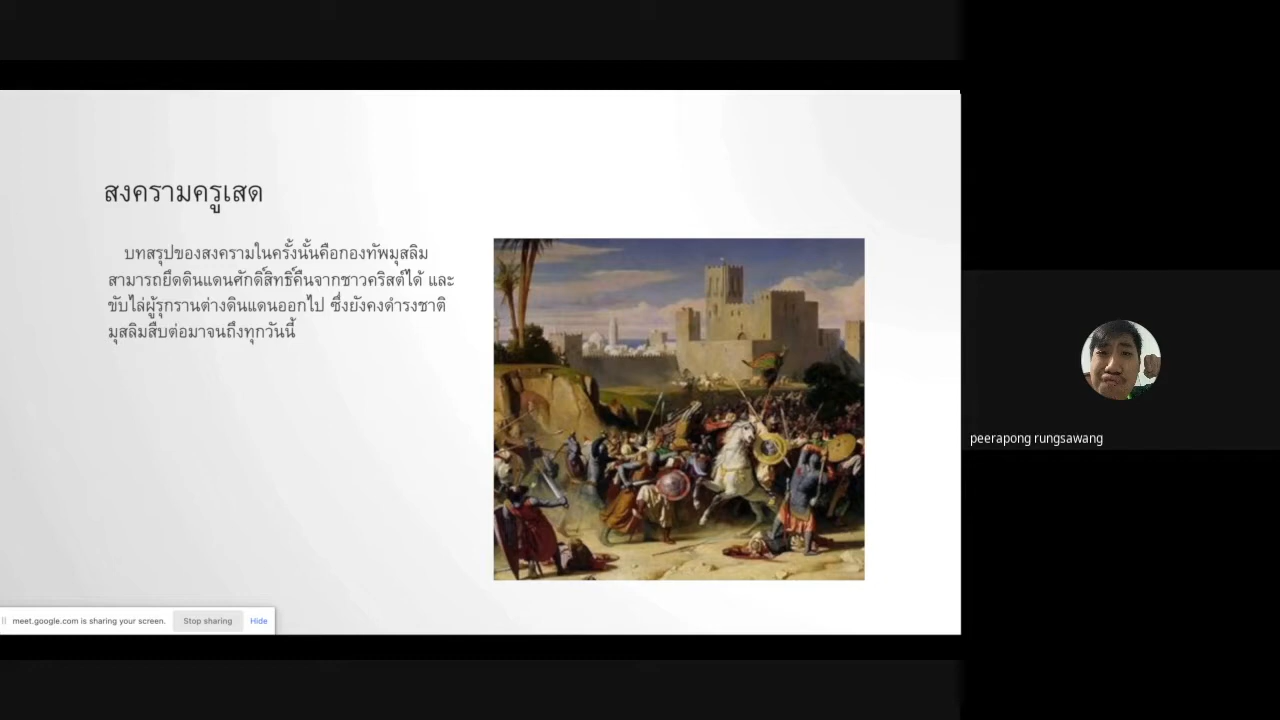 สงครามครูเสด
บทสรุปของสงครามในครั้งนั้นคือกองทัพมุสลิม
สามารถยึดดินแดนศักดิ์สิทธิ์คืนจากชาวคริสต์ได้ และ
ขับไล่ผู้รุกรานต่างดินแดนออกไป ซึ่งยังคงดำรงชาติ
มุสลิมสืบต่อมาจนถึงทุกวันนี้
peerapong rungsawang
meet.google.com is sharing your screen. Stop sharing Hide